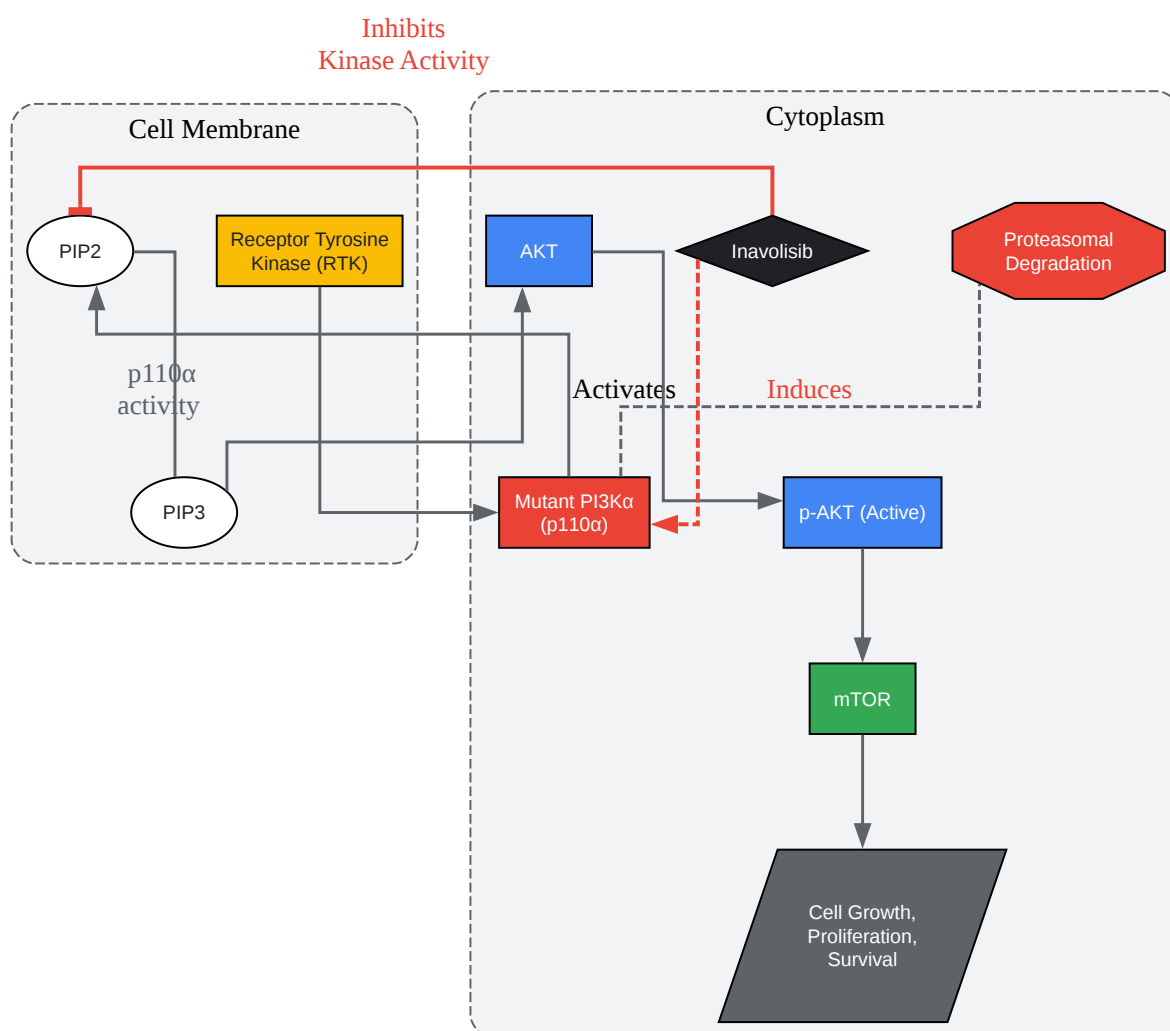 Inhibits
Kinase Activity
Cell Membrane
Cytoplasm
PIP2
Receptor Tyrosine
Kinase (RTK)
AKT
Inavolisib
Proteasomal
Degradation
p110α
activity
Activates
Induces
PIP3
Mutant PI3Kα
(p110α)
p-AKT (Active)
mTOR
Cell Growth,
Proliferation,
Survival